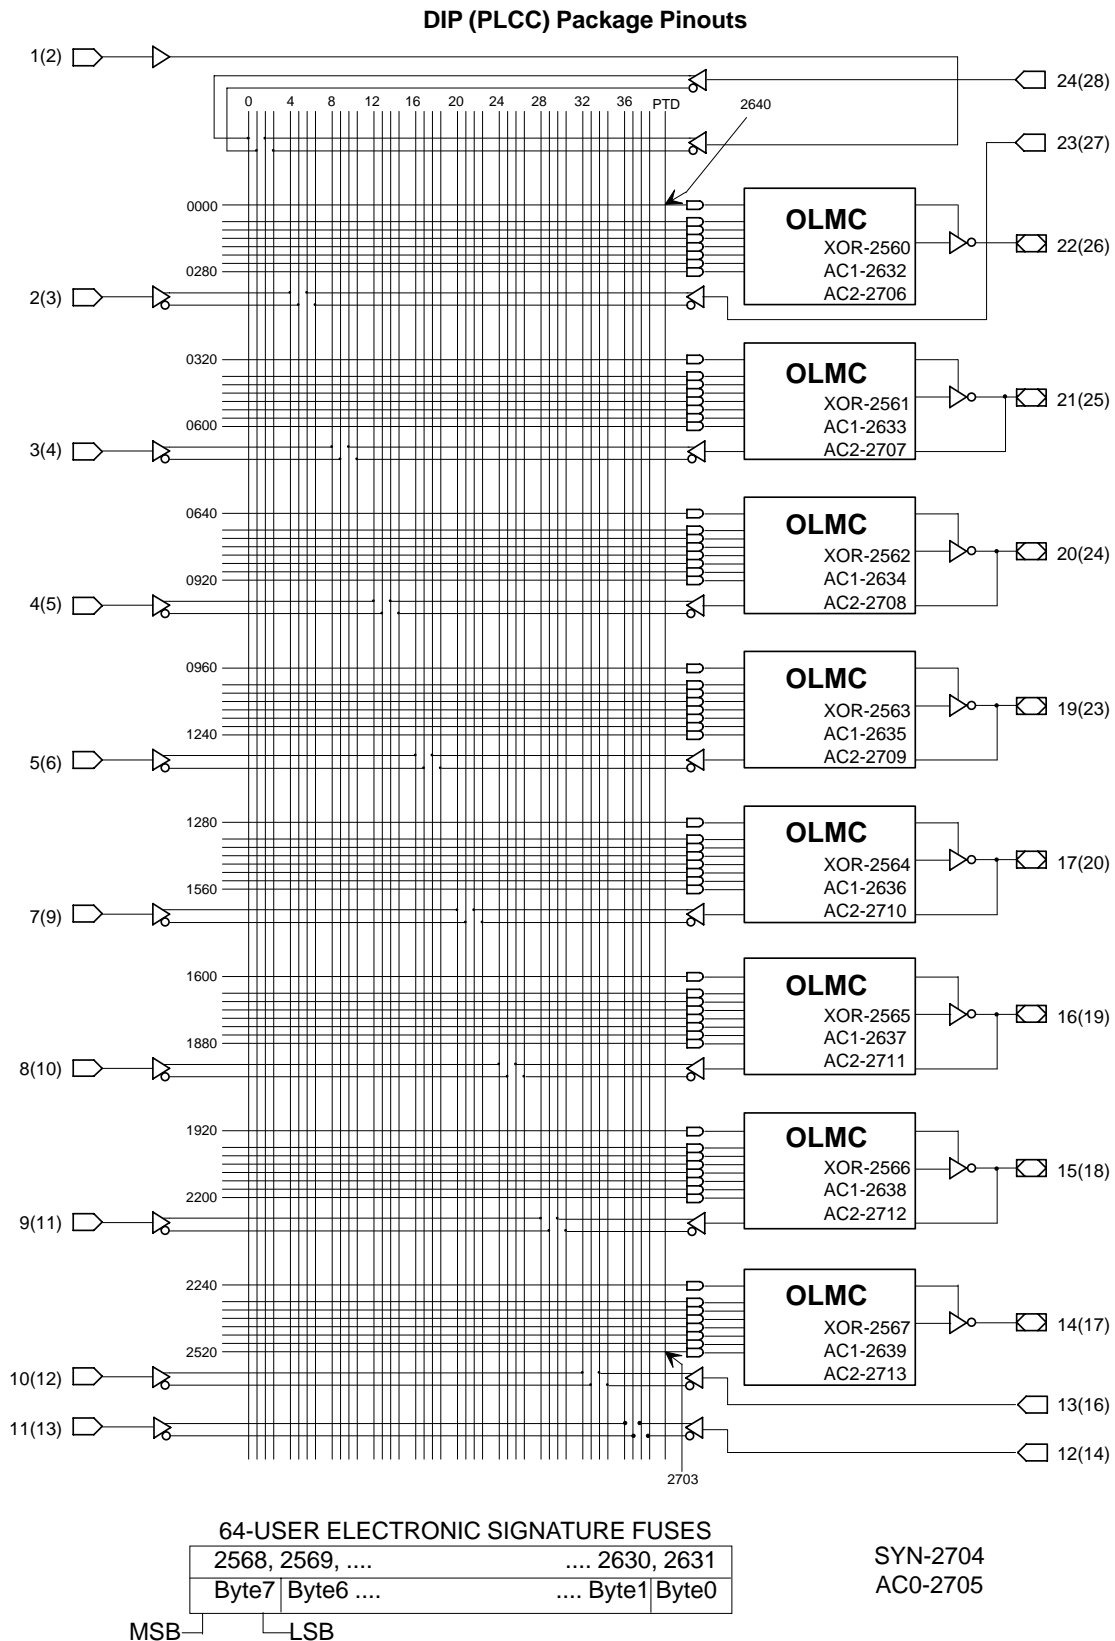 DIP (PLCC) Package Pinouts
1(2)
24(28)
0 4 8 12 16 20 24 28 32 36 PTD 2640
23(27)
0000
OLMC
XOR-2560
22(26)
0280
AC1-2632
AC2-2706
2(3)
0320
OLMC
XOR-2561
21(25)
0600
AC1-2633
AC2-2707
3(4)
0640
OLMC
XOR-2562
20(24)
0920
AC1-2634
AC2-2708
4(5)
0960
OLMC
XOR-2563
19(23)
1240
AC1-2635
AC2-2709
5(6)
1280
OLMC
XOR-2564
17(20)
1560
AC1-2636
AC2-2710
7(9)
1600
OLMC
XOR-2565
16(19)
1880
AC1-2637
AC2-2711
8(10)
1920
OLMC
XOR-2566
15(18)
2200
AC1-2638
AC2-2712
9(11)
2240
OLMC
XOR-2567
14(17)
2520
AC1-2639
AC2-2713
10(12)
13(16)
11(13)
12(14)
2703
64-USER ELECTRONIC SIGNATURE FUSES
2568, 2569, .... .... 2630, 2631
Byte7 Byte6 .... .... Byte1 Byte0
MSB LSB
SYN-2704
AC0-2705